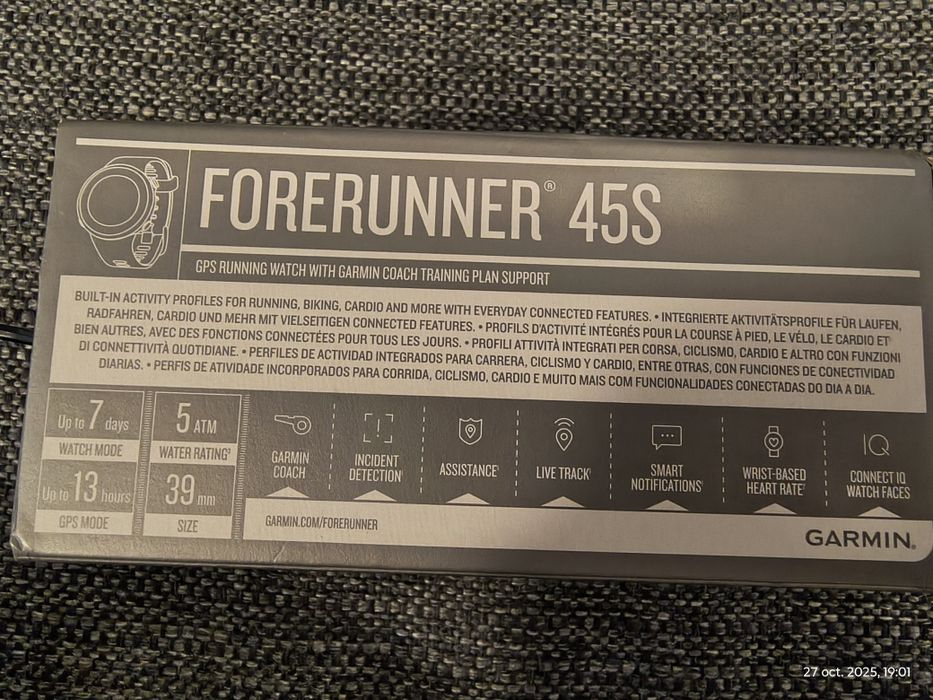 FORERUNNER® 45S
GPS RUNNING WATCH WITH GARMIN COACH TRAINING PLAN SUPPORT
BUILT-IN ACTIVITY PROFILES FOR RUNNING, BIKING, CARDIO AND MORE WITH EVERYDAY CONNECTED FEATURES. • INTEGRIERTE AKTIVITÄTSPROFILE FÜR LAUFEN,
RADFAHREN, CARDIO UND MEHR MIT VIELSEITIGEN CONNECTED FEATURES. • PROFILS D'ACTIVITÉ INTÉGRÉS POUR LA COURSE À PIED, LE VÉLO, LE CARDIO ET
BIEN AUTRES, AVEC DES FONCTIONS CONNECTÉES POUR TOUS LES JOURS. • PROFILI ATTIVITÀ INTEGRATI PER CORSA, CICLISMO, CARDIO E ALTRO CON FUNZIONI
DI CONNETTIVITÀ QUOTIDIANE. • PERFILES DE ACTIVIDAD INTEGRADOS PARA CARRERA, CICLISMO Y CARDIO, ENTRE OTRAS, CON FUNCIONES DE CONECTIVIDAD
DIARIAS. • PERFIS DE ATIVIDADE INCORPORADOS PARA CORRIDA, CICLISMO, CARDIO E MUITO MAIS COM FUNCIONALIDADES CONECTADAS DO DIA A DIA.
Up to 7 days
WATCH MODE
5 ATM
WATER RATING³
Up to 13 hours
GPS MODE
39 mm
SIZE
GARMIN
COACH
INCIDENT
DETECTION¹
ASSISTANCE¹
LIVE TRACK¹
SMART
NOTIFICATIONS¹
WRIST-BASED
HEART RATE²
IQ
CONNECT IQ
WATCH FACES
GARMIN.COM/FORERUNNER
GARMIN®
27 oct. 2025, 19:01